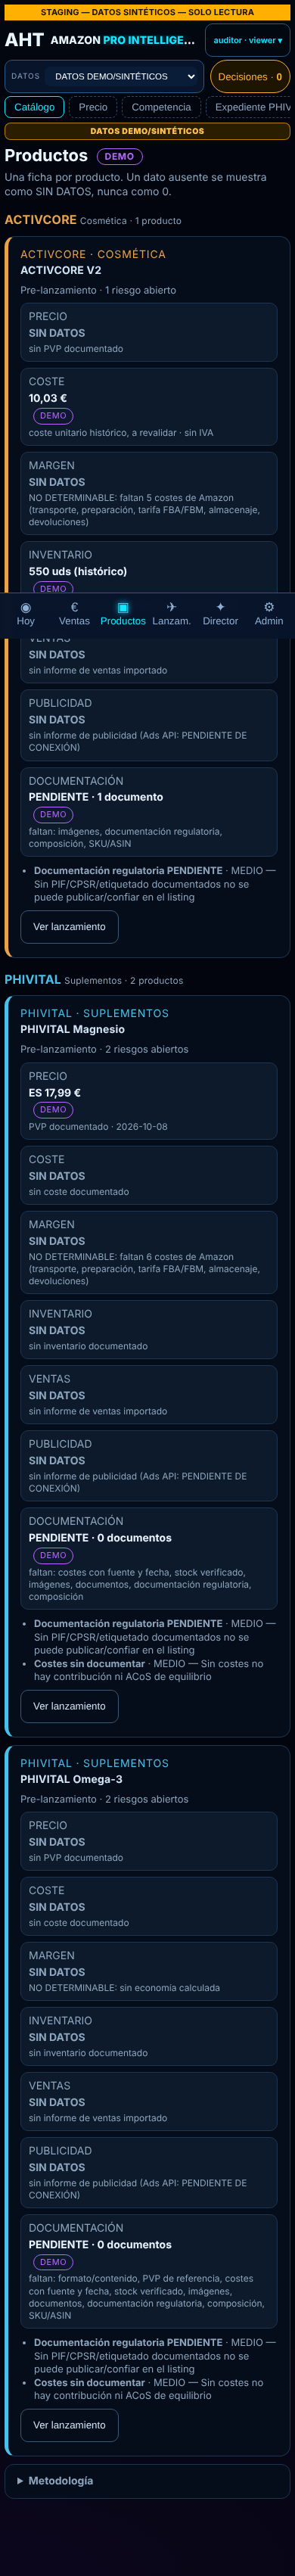 STAGING — DATOS SINTÉTICOS — SOLO LECTURA
AHT AMAZON PRO INTELLIGE... auditor · viewer ▾
DATOS DATOS DEMO/SINTÉTICOS Decisiones · 0
Catálogo Precio Competencia Expediente PHIV
DATOS DEMO/SINTÉTICOS
Productos DEMO
Una ficha por producto. Un dato ausente se muestra
como SIN DATOS, nunca como 0.
ACTIVCORE Cosmética · 1 producto
ACTIVCORE · COSMÉTICA
ACTIVCORE V2
Pre-lanzamiento · 1 riesgo abierto
PRECIO
SIN DATOS
sin PVP documentado
COSTE
10,03 €
DEMO
coste unitario histórico, a revalidar · sin IVA
MARGEN
SIN DATOS
NO DETERMINABLE: faltan 5 costes de Amazon
(transporte, preparación, tarifa FBA/FBM, almacenaje,
devoluciones)
INVENTARIO
550 uds (histórico)
DEMO
Hoy Ventas Productos Lanzam. Director Admin
VENTAS
SIN DATOS
sin informe de ventas importado
PUBLICIDAD
SIN DATOS
sin informe de publicidad (Ads API: PENDIENTE DE
CONEXIÓN)
DOCUMENTACIÓN
PENDIENTE · 1 documento
DEMO
faltan: imágenes, documentación regulatoria,
composición, SKU/ASIN
• Documentación regulatoria PENDIENTE · MEDIO —
Sin PIF/CPSR/etiquetado documentados no se
puede publicar/confiar en el listing
Ver lanzamiento
PHIVITAL Suplementos · 2 productos
PHIVITAL · SUPLEMENTOS
PHIVITAL Magnesio
Pre-lanzamiento · 2 riesgos abiertos
PRECIO
ES 17,99 €
DEMO
PVP documentado · 2026-10-08
COSTE
SIN DATOS
sin coste documentado
MARGEN
SIN DATOS
NO DETERMINABLE: faltan 6 costes de Amazon
(transporte, preparación, tarifa FBA/FBM, almacenaje,
devoluciones)
INVENTARIO
SIN DATOS
sin inventario documentado
VENTAS
SIN DATOS
sin informe de ventas importado
PUBLICIDAD
SIN DATOS
sin informe de publicidad (Ads API: PENDIENTE DE
CONEXIÓN)
DOCUMENTACIÓN
PENDIENTE · 0 documentos
DEMO
faltan: costes con fuente y fecha, stock verificado,
imágenes, documentos, documentación regulatoria,
composición
• Documentación regulatoria PENDIENTE · MEDIO —
Sin PIF/CPSR/etiquetado documentados no se
puede publicar/confiar en el listing
• Costes sin documentar · MEDIO — Sin costes no
hay contribución ni ACoS de equilibrio
Ver lanzamiento
PHIVITAL · SUPLEMENTOS
PHIVITAL Omega-3
Pre-lanzamiento · 2 riesgos abiertos
PRECIO
SIN DATOS
sin PVP documentado
COSTE
SIN DATOS
sin coste documentado
MARGEN
SIN DATOS
NO DETERMINABLE: sin economía calculada
INVENTARIO
SIN DATOS
sin inventario documentado
VENTAS
SIN DATOS
sin informe de ventas importado
PUBLICIDAD
SIN DATOS
sin informe de publicidad (Ads API: PENDIENTE DE
CONEXIÓN)
DOCUMENTACIÓN
PENDIENTE · 0 documentos
DEMO
faltan: formato/contenido, PVP de referencia, costes
con fuente y fecha, stock verificado, imágenes,
documentos, documentación regulatoria, composición,
SKU/ASIN
• Documentación regulatoria PENDIENTE · MEDIO —
Sin PIF/CPSR/etiquetado documentados no se
puede publicar/confiar en el listing
• Costes sin documentar · MEDIO — Sin costes no
hay contribución ni ACoS de equilibrio
Ver lanzamiento
▶ Metodología